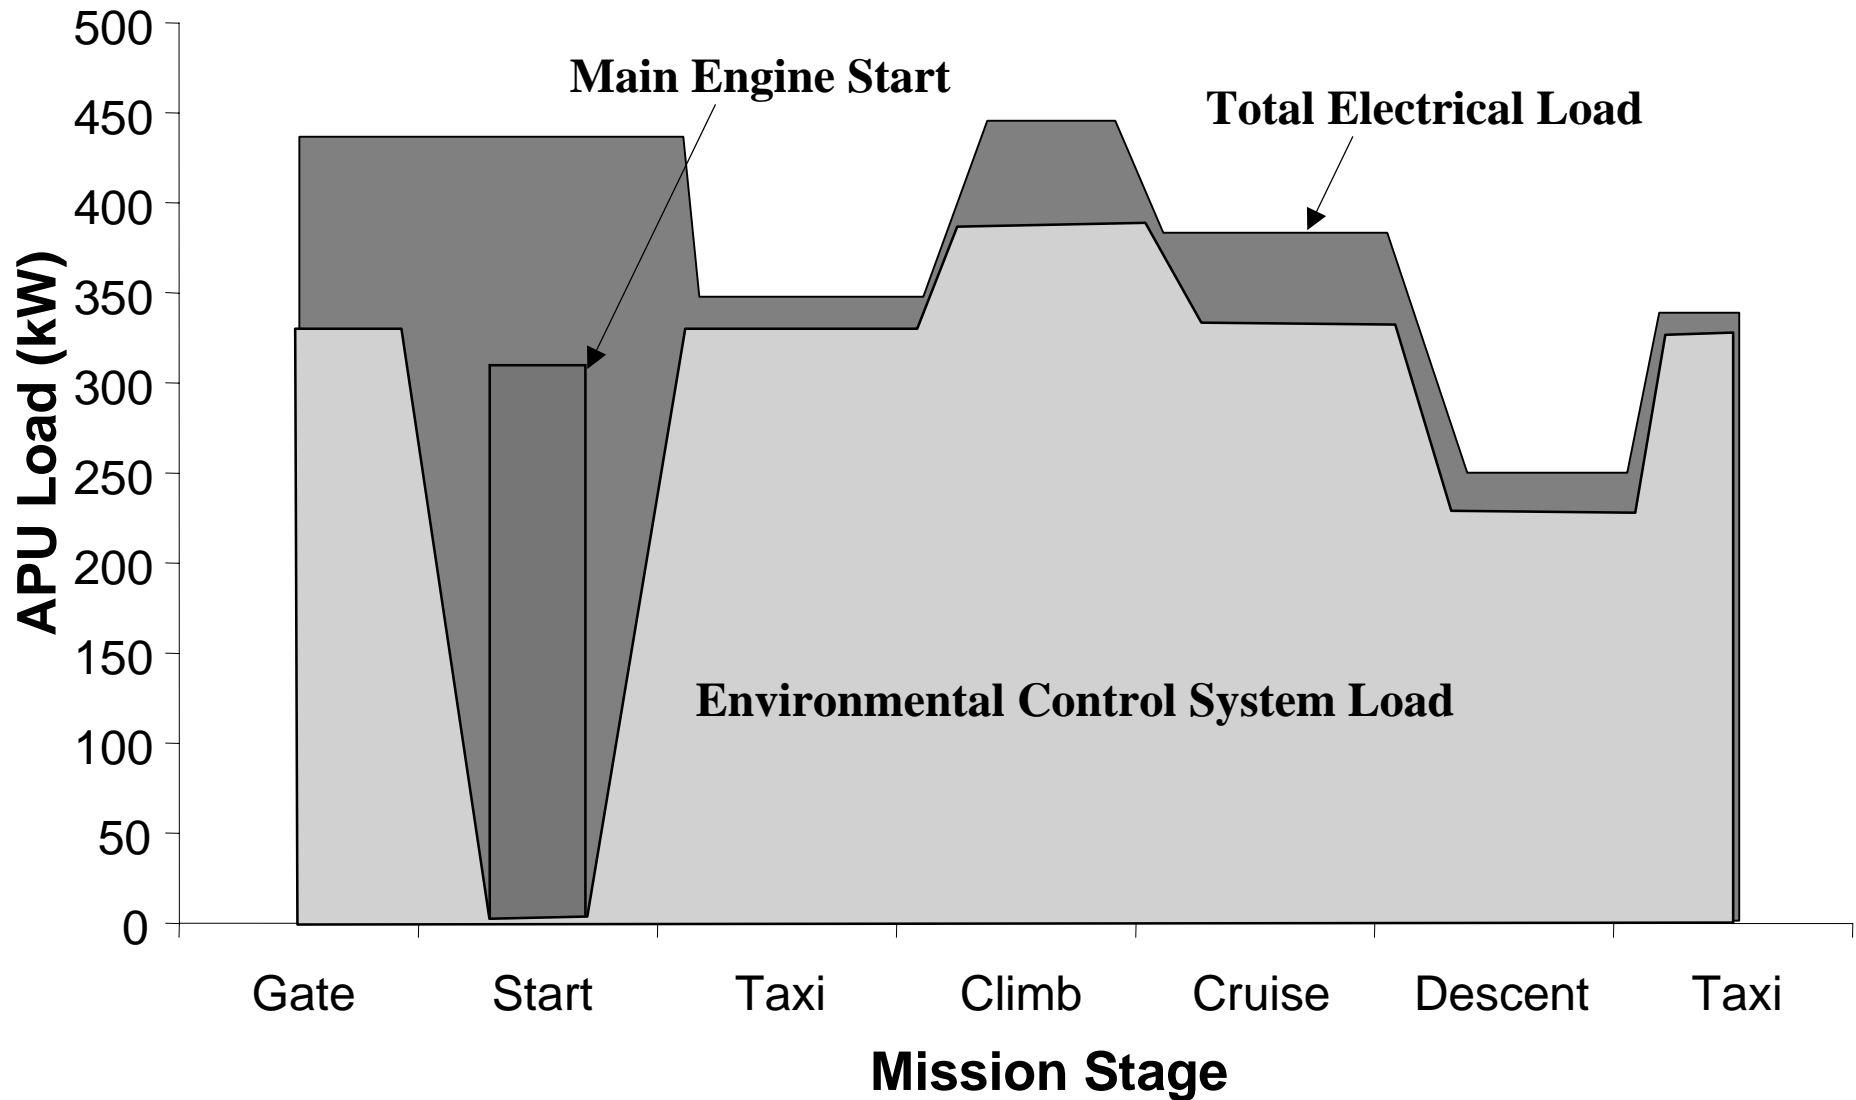 500
Main Engine Start
450
Total Electrical Load
400
350
300
250
200
150
Environmental Control System Load
100
50
0
APU Load (kW)
Gate Start Taxi Climb Cruise Descent Taxi
Mission Stage